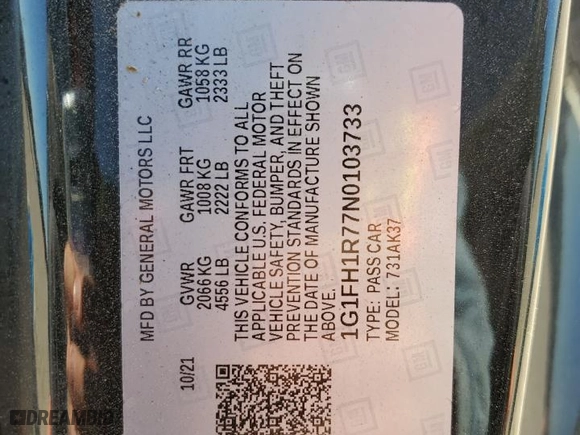 MFD BY GENERAL MOTORS LLC
10/21
GVWR GAWR FRT GAWR RR
2066 KG 1008 KG 1058 KG
4556 LB 2222 LB 2333 LB
THIS VEHICLE CONFORMS TO ALL
APPLICABLE U.S. FEDERAL MOTOR
VEHICLE SAFETY, BUMPER, AND THEFT
PREVENTION STANDARDS IN EFFECT ON
THE DATE OF MANUFACTURE SHOWN
ABOVE.
1G1FH1R77N0103733
TYPE: PASS CAR
MODEL: 731AK37
GM
DREAMBID